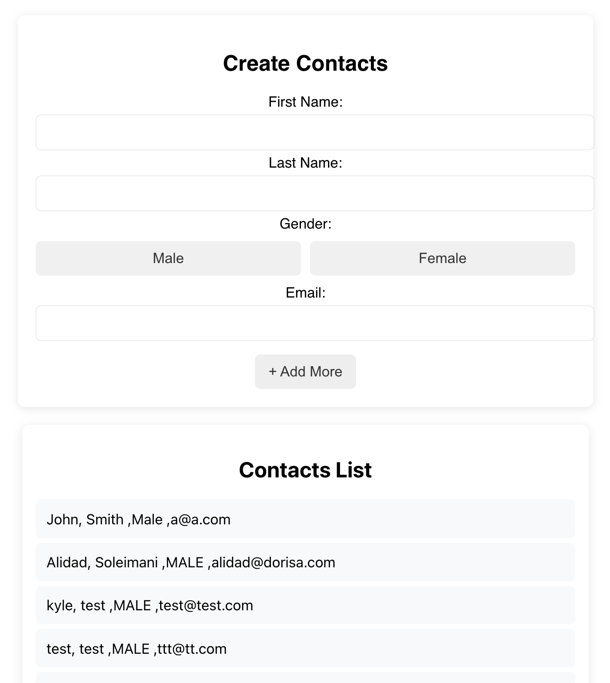 Create Contacts
First Name:
Last Name:
Gender:
Male Female
Email:
+ Add More
Contacts List
John, Smith ,Male ,a@a.com
Alidad, Soleimani ,MALE ,alidad@dorisa.com
kyle, test ,MALE ,test@test.com
test, test ,MALE ,ttt@tt.com